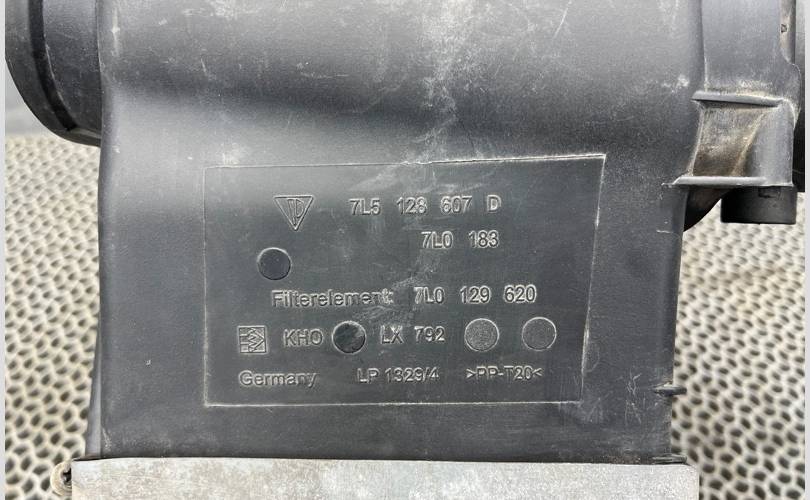 7L5 128 607 D
7L0 183
Filterelement: 7L0 129 620
KHO LX 792
Germany LP 1329/4 >PP-T20<